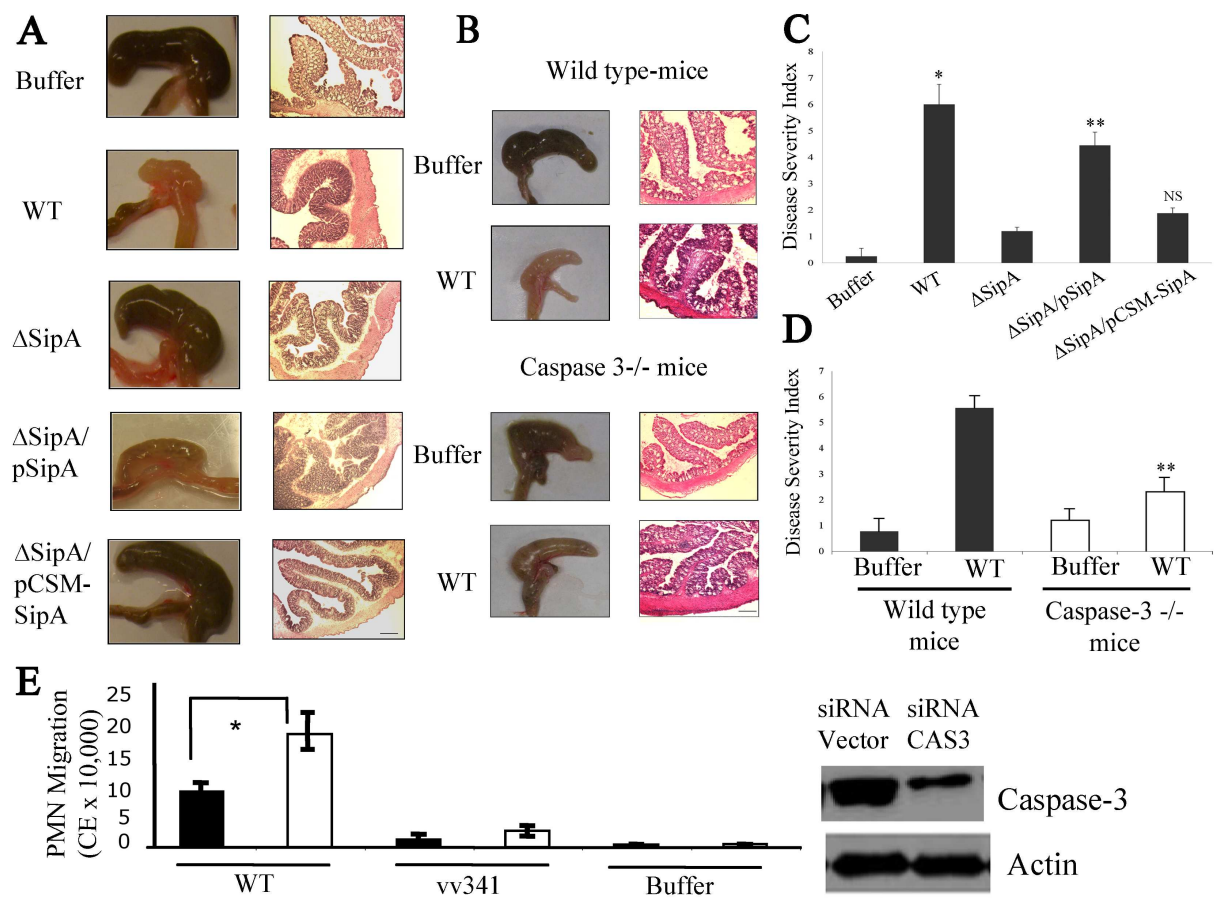 A
Buffer
WT
ΔSipA
ΔSipA/
pSipA
ΔSipA/
pCSM-
SipA
B
Wild type-mice
Buffer
WT
Caspase 3-/- mice
Buffer
WT
C
Disease Severity Index
8
7
6
5
4
3
2
1
0
*
**
NS
Buffer
WT
ΔSipA
ΔSipA/pSipA
ΔSipA/pCSM-SipA
D
Disease Severity Index
7
6
5
4
3
2
1
0
**
Buffer
WT
Buffer
WT
Wild type
mice
Caspase-3 -/-
mice
E
PMN Migration
(CE x 10,000)
25
20
15
10
5
0
*
WT
vv341
Buffer
siRNA
Vector
siRNA
CAS3
Caspase-3
Actin